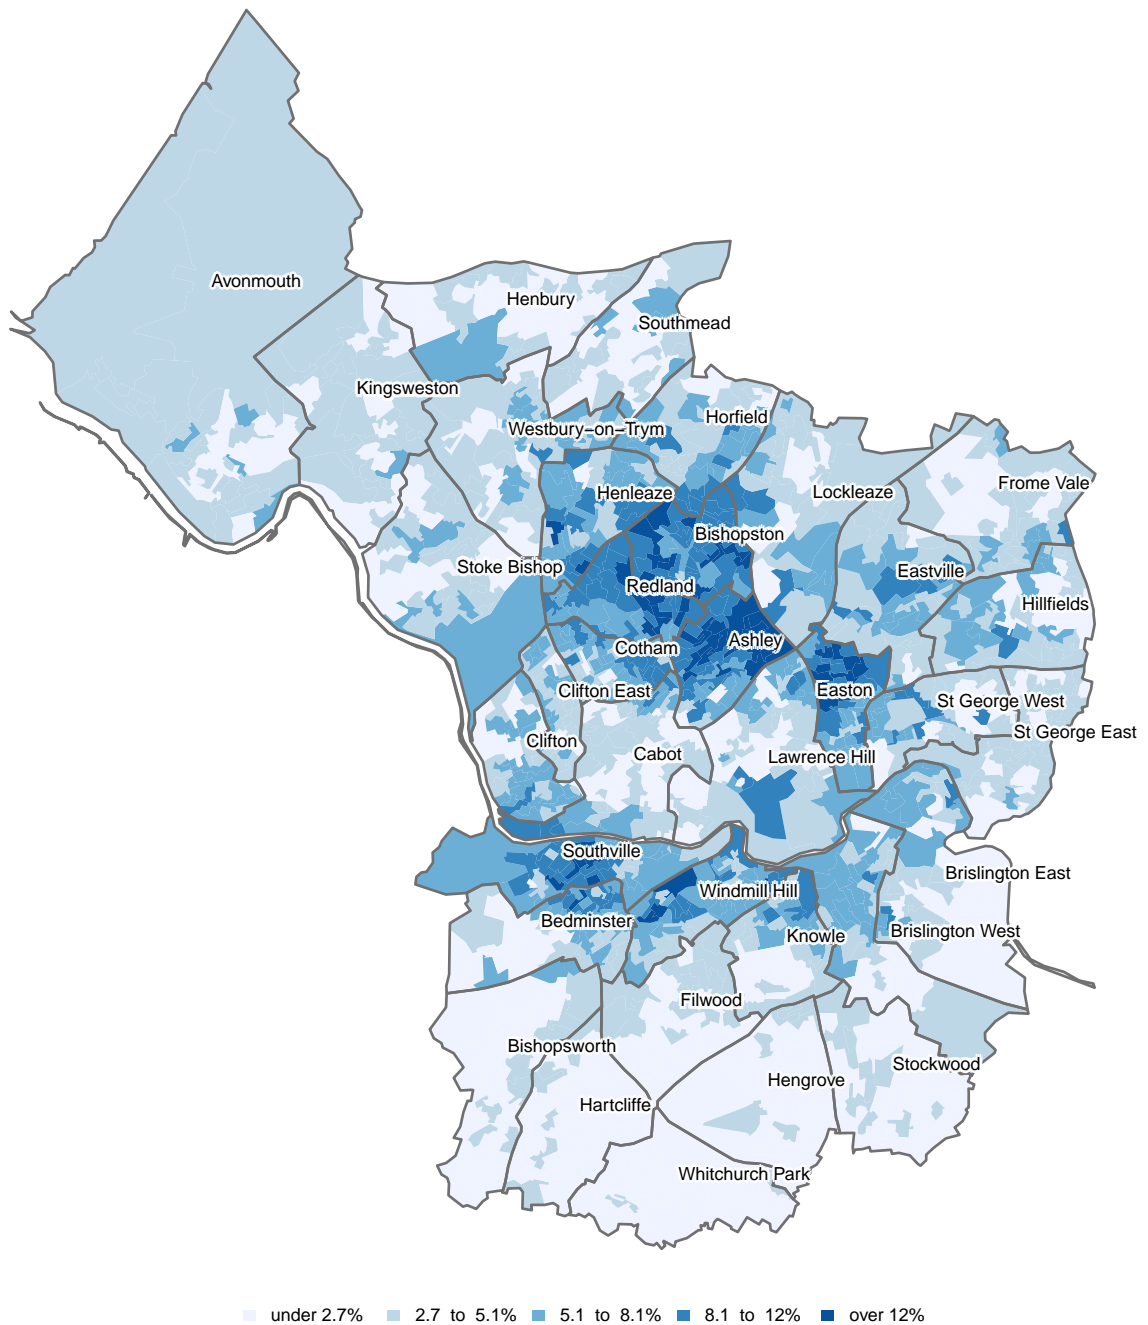 Avonmouth
Henbury
Southmead
Kingsweston
Westbury−on−Trym
Horfield
Henleaze
Lockleaze
Frome Vale
Bishopston
Stoke Bishop
Eastville
Redland
Hillfields
Cotham
Ashley
Clifton East
Easton
St George West
St George East
Clifton
Cabot
Lawrence Hill
Southville
Brislington East
Windmill Hill
Bedminster
Knowle
Brislington West
Filwood
Bishopsworth
Stockwood
Hengrove
Hartcliffe
Whitchurch Park
under 2.7% 2.7 to 5.1% 5.1 to 8.1% 8.1 to 12% over 12%